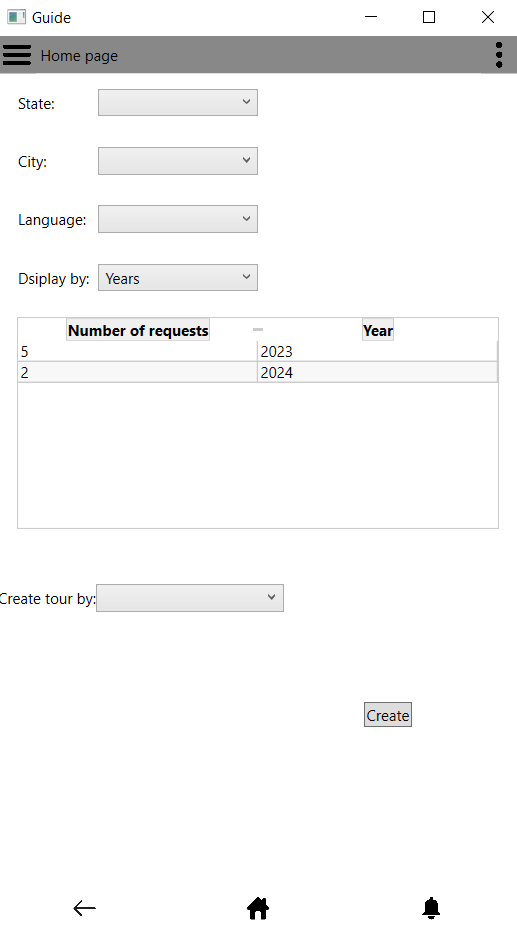 Guide
Home page
State:
City:
Language:
Dsiplay by: Years
Number of requests Year
5 2023
2 2024
Create tour by:
Create